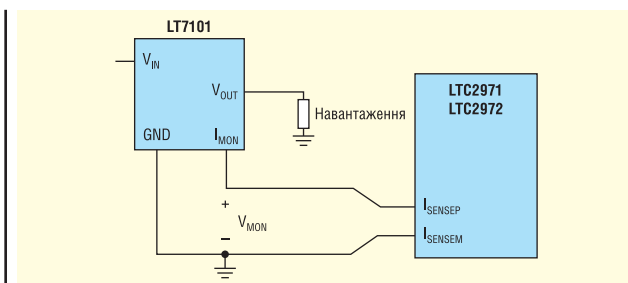 LT7101
VIN
VOUT
GND
IMON
Навантаження
LTC2971
LTC2972
+
VMON
–
ISENSEP
ISENSEM